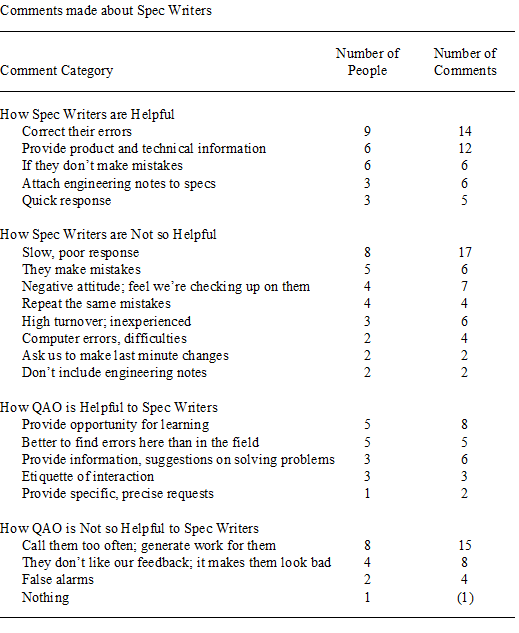 Comments made about Spec Writers
Number of Number of
Comment Category People Comments
How Spec Writers are Helpful
Correct their errors 9 14
Provide product and technical information 6 12
If they don't make mistakes 6 6
Attach engineering notes to specs 3 6
Quick response 3 5
How Spec Writers are Not so Helpful
Slow, poor response 8 17
They make mistakes 5 6
Negative attitude; feel we're checking up on them 4 7
Repeat the same mistakes 4 4
High turnover; inexperienced 3 6
Computer errors, difficulties 2 4
Ask us to make last minute changes 2 2
Don't include engineering notes 2 2
How QAO is Helpful to Spec Writers
Provide opportunity for learning 5 8
Better to find errors here than in the field 5 5
Provide information, suggestions on solving problems 3 6
Etiquette of interaction 3 3
Provide specific, precise requests 1 2
How QAO is Not so Helpful to Spec Writers
Call them too often; generate work for them 8 15
They don't like our feedback; it makes them look bad 4 8
False alarms 2 4
Nothing 1 (1)